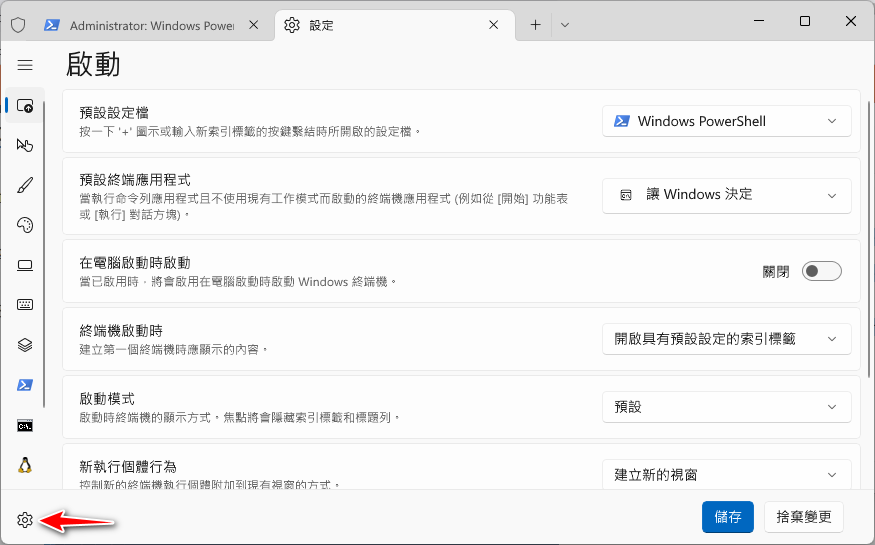 Administrator: Windows Power
設定
啟動
預設設定檔
按一下 '+' 圖示或輸入新索引標籤的按鍵繫結時所開啟的設定檔。
Windows PowerShell
預設終端應用程式
當執行命令列應用程式且不使用現有工作模式而啟動的終端機應用程式 (例如從 [開始] 功能表
或 [執行] 對話方塊)。
讓 Windows 決定
在電腦啟動時啟動
當已啟用時，將會啟用在電腦啟動時啟動 Windows 終端機。
關閉
終端機啟動時
建立第一個終端機時應顯示的內容。
開啟具有預設設定的索引標籤
啟動模式
啟動時終端機的顯示方式。焦點將會隱藏索引標籤和標題列。
預設
新執行個體行為
控制新的終端機執行個體附加到現有視窗的方式。
建立新的視窗
儲存
捨棄變更